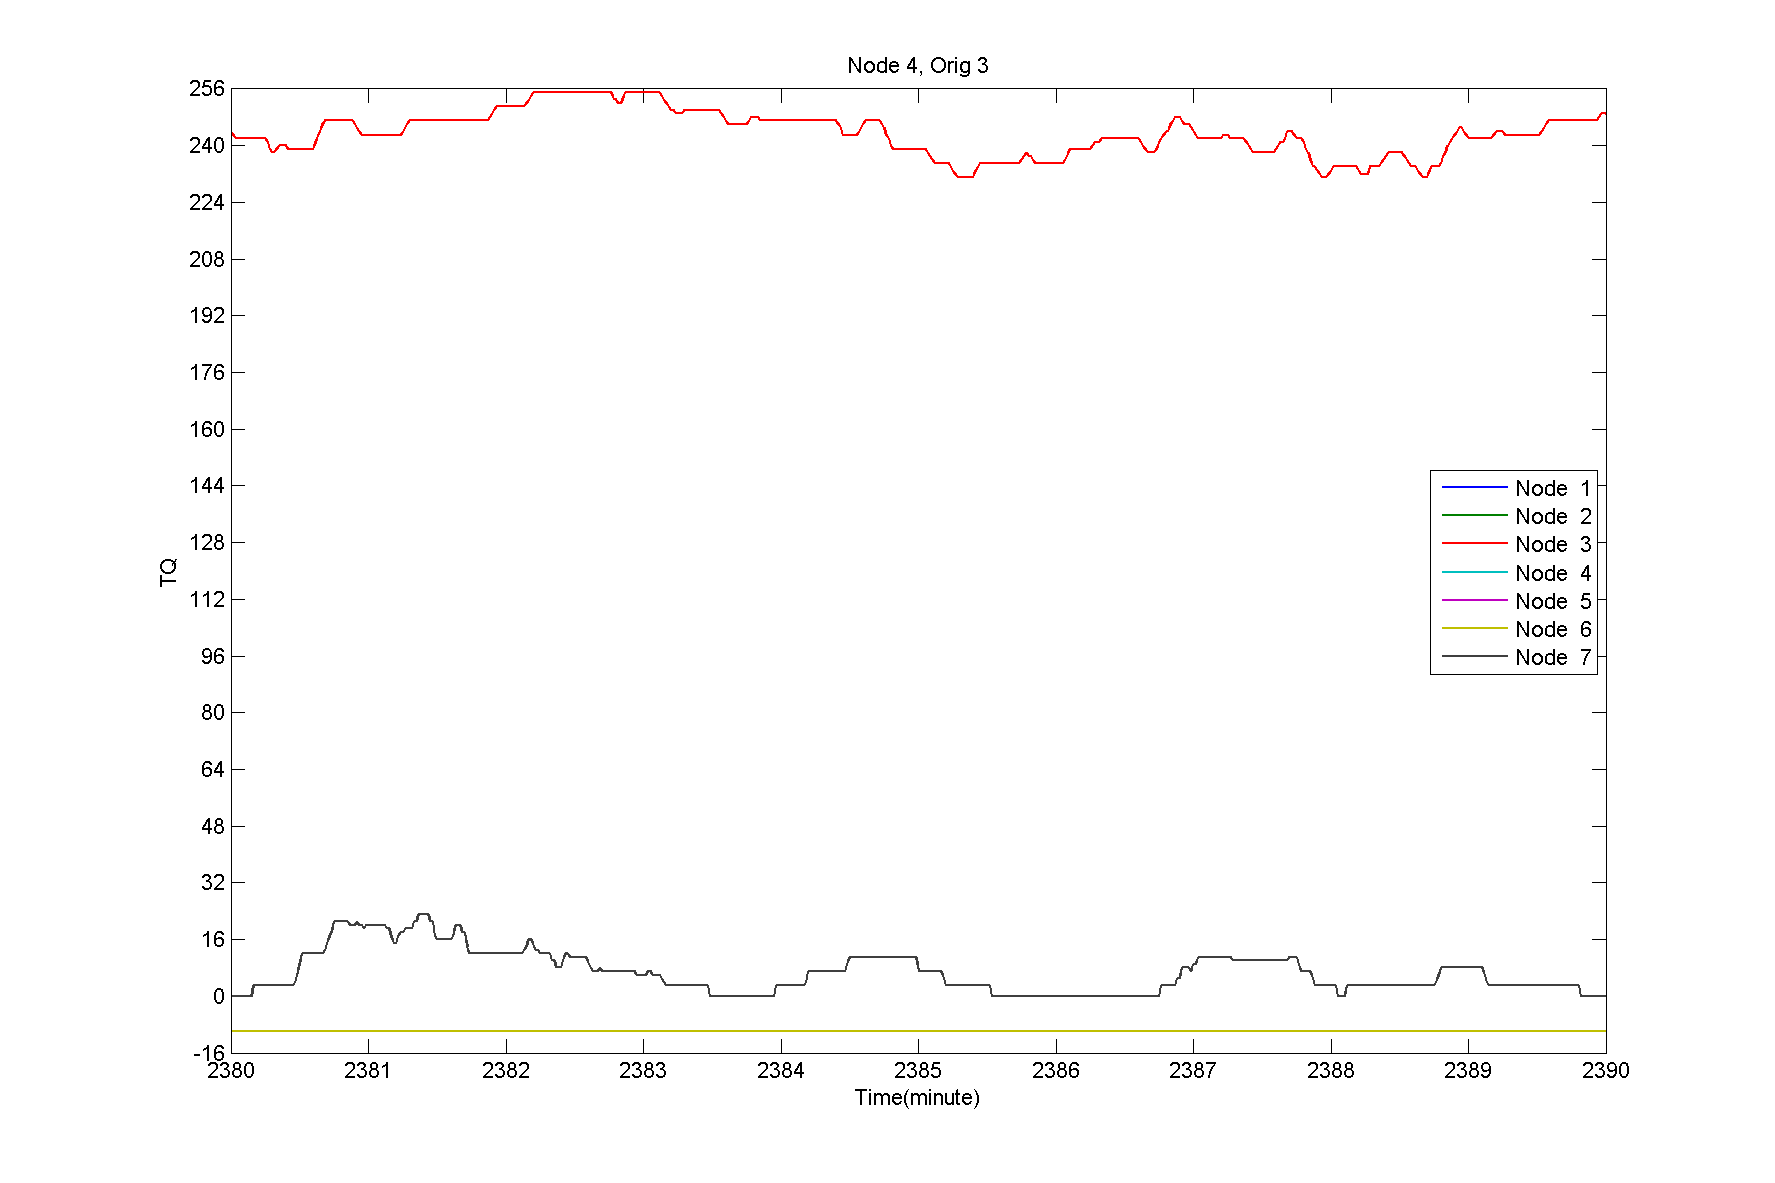 Node 4, Orig 3
256
240
224
208
192
176
160
144
128
112
96
80
64
48
32
16
0
-16
TQ
Node 1
Node 2
Node 3
Node 4
Node 5
Node 6
Node 7
2380 2381 2382 2383 2384 2385 2386 2387 2388 2389 2390
Time(minute)